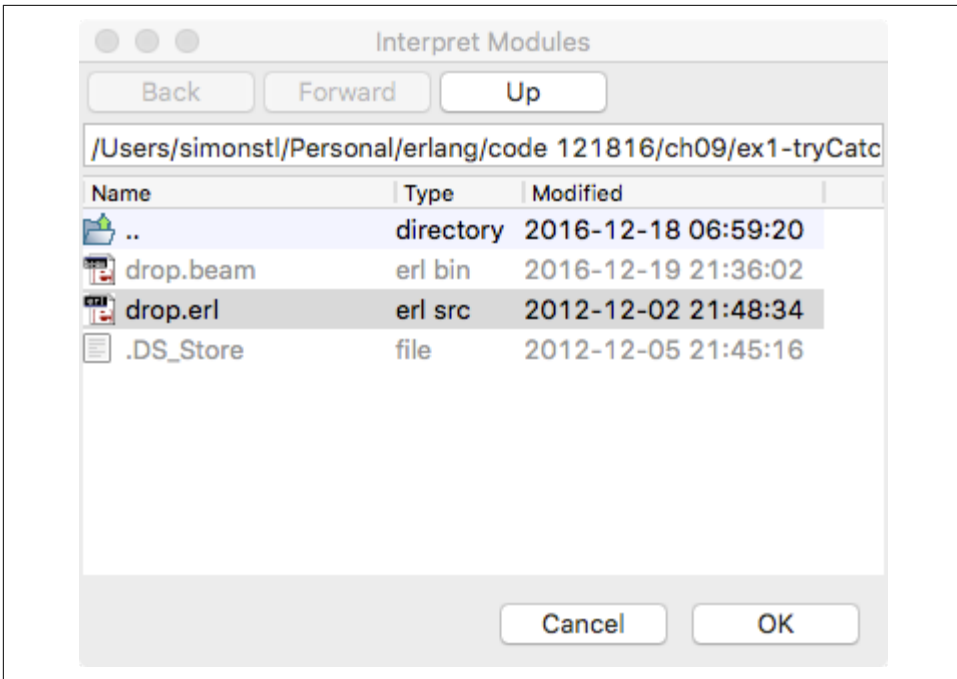 Interpret Modules
Back Forward Up
/Users/simonstl/Personal/erlang/code 121816/ch09/ex1-tryCatc
Name Type Modified
.. directory 2016-12-18 06:59:20
drop.beam erl bin 2016-12-19 21:36:02
drop.erl erl src 2012-12-02 21:48:34
.DS_Store file 2012-12-05 21:45:16
Cancel OK